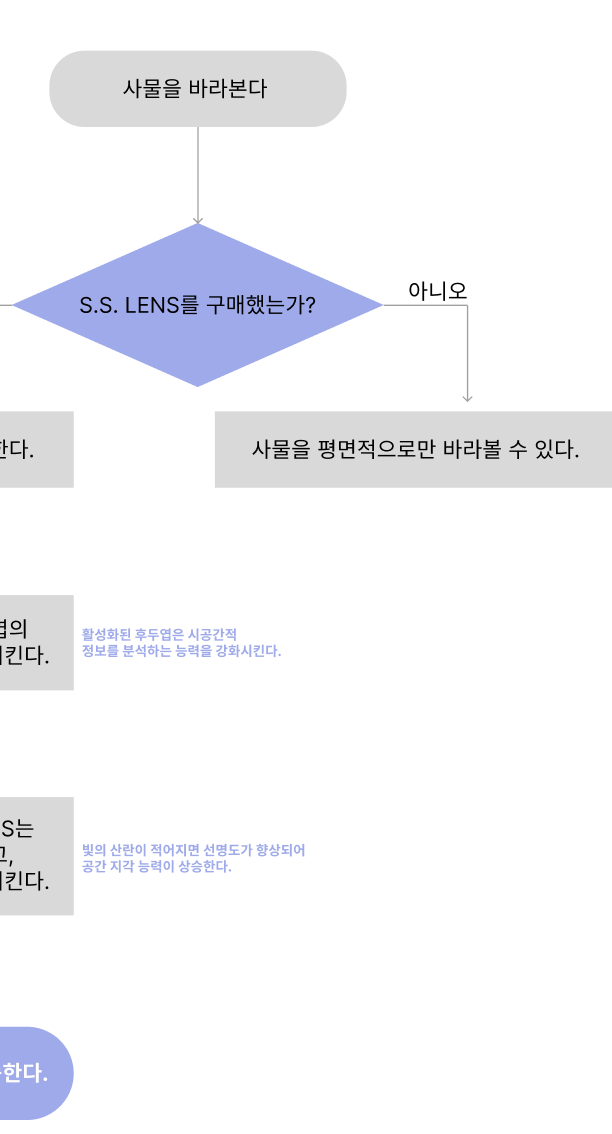 사물을 바라본다
S.S. LENS를 구매했는가?
아니오
한다.
사물을 평면적으로만 바라볼 수 있다.
엽의
킨다.
활성화된 후두엽은 시공간적
정보를 분석하는 능력을 강화시킨다.
S는
고,
킨다.
빛의 산란이 적어지면 선명도가 향상되어
공간 지각 능력이 상승한다.
한다.